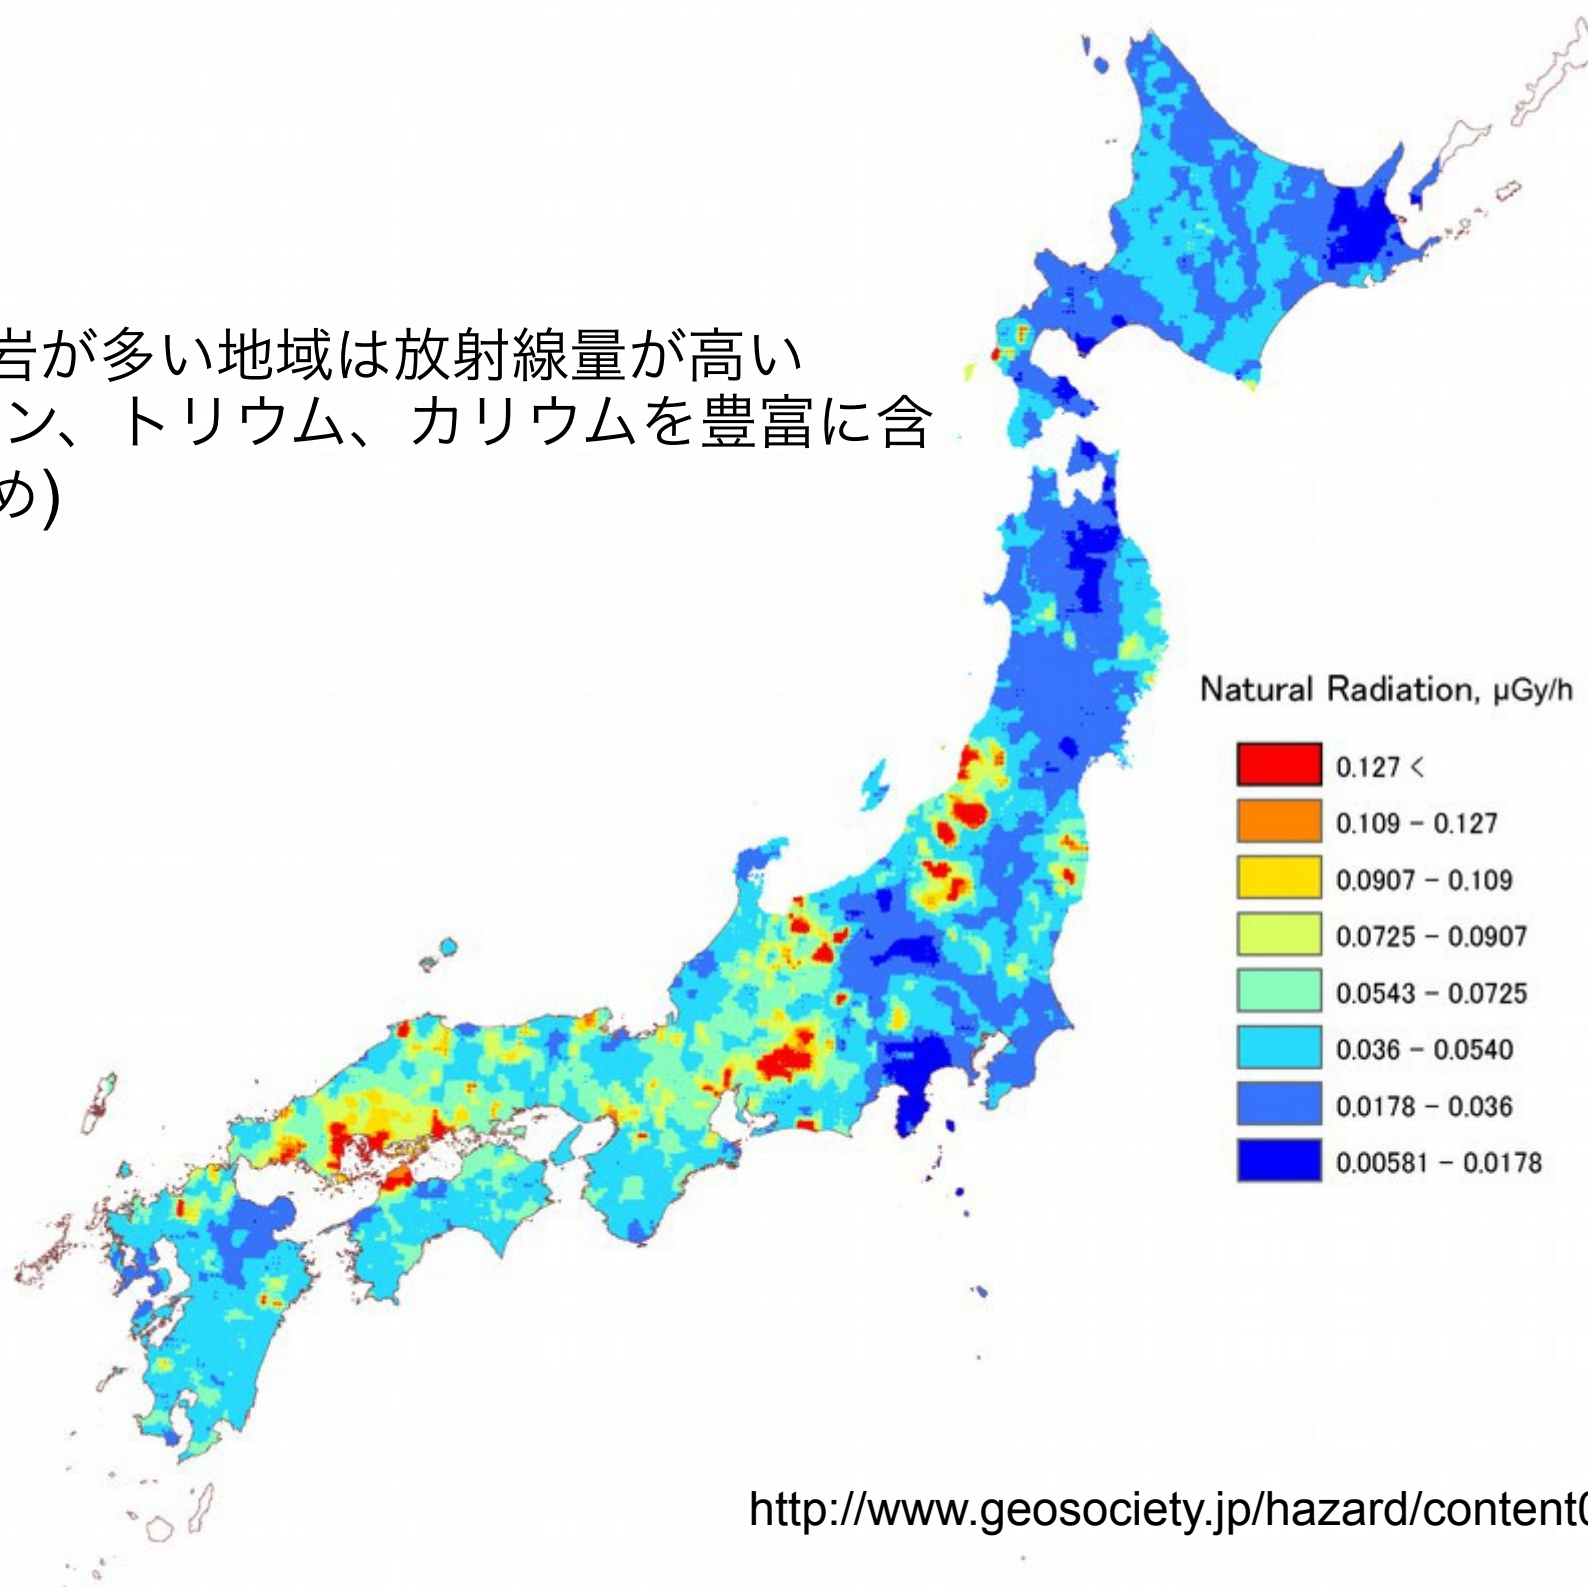 岩が多い地域は放射線量が高い
ン、トリウム、カリウムを豊富に含
め)
Natural Radiation, μGy/h
0.127 <
0.109 − 0.127
0.0907 − 0.109
0.0725 − 0.0907
0.0543 − 0.0725
0.036 − 0.0540
0.0178 − 0.036
0.00581 − 0.0178
http://www.geosociety.jp/hazard/content0